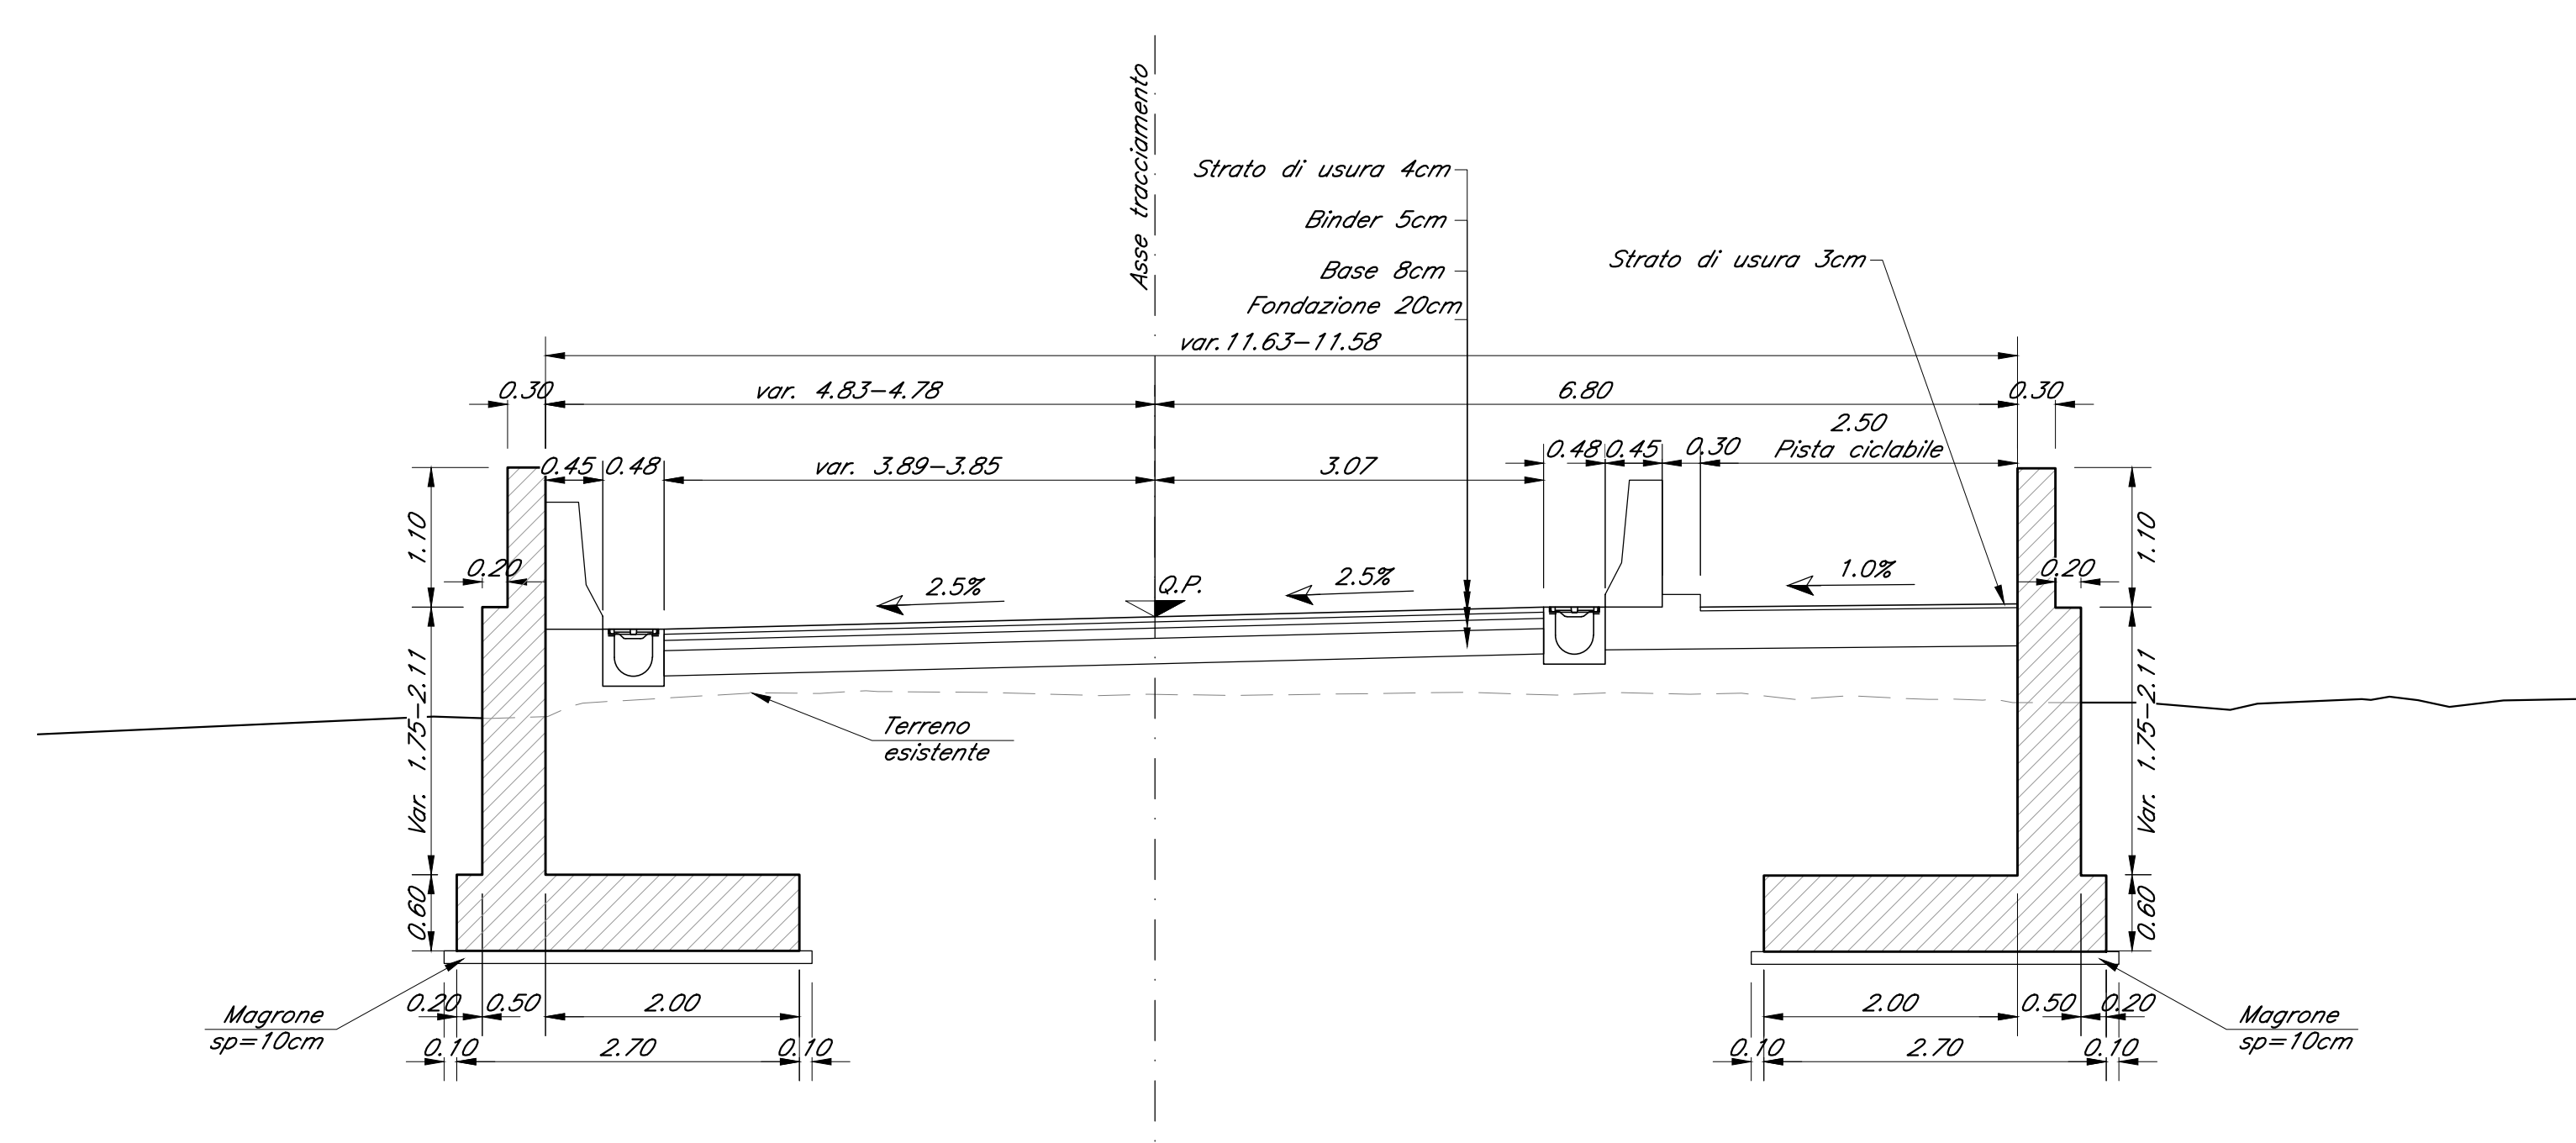 Asse tracciamento
Strato di usura 4cm
Binder 5cm
Base 8cm
Fondazione 20cm
Strato di usura 3cm
var.11.63-11.58
0.30
var. 4.83-4.78
6.80
0.30
2.50
Pista ciclabile
0.45
0.48
var. 3.89-3.85
3.07
0.48
0.45
0.30
1.10
0.20
2.5%
Q.P.
2.5%
1.0%
0.20
1.10
Var. 1.75-2.11
Terreno
esistente
Var. 1.75-2.11
0.60
0.60
Magrone
sp=10cm
0.20
0.50
2.00
0.10
2.70
0.10
2.00
0.50
0.20
0.10
2.70
0.10
Magrone
sp=10cm